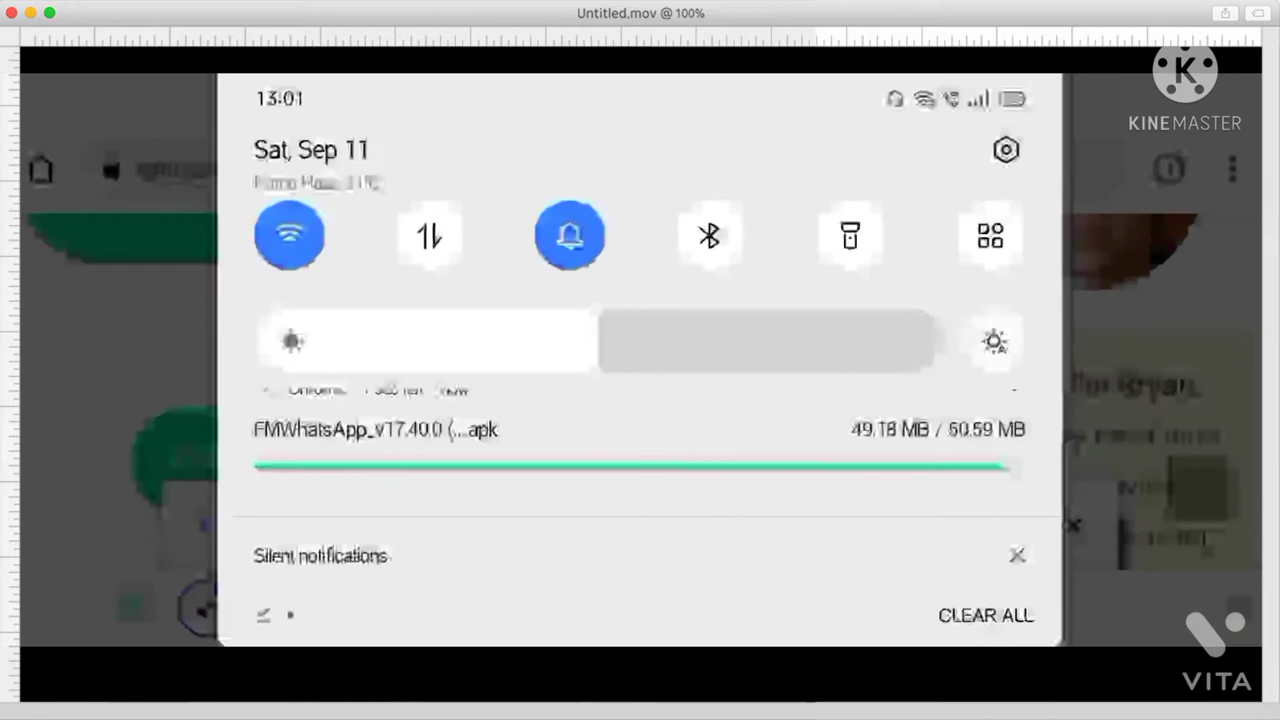 Untitled.mov @ 100%
KINEMASTER
13:01
Sat, Sep 11
now
FMWhatsApp_v17.40.0 (...apk
49.18 MB / 50.59 MB
Silent notifications
CLEAR ALL
VITA